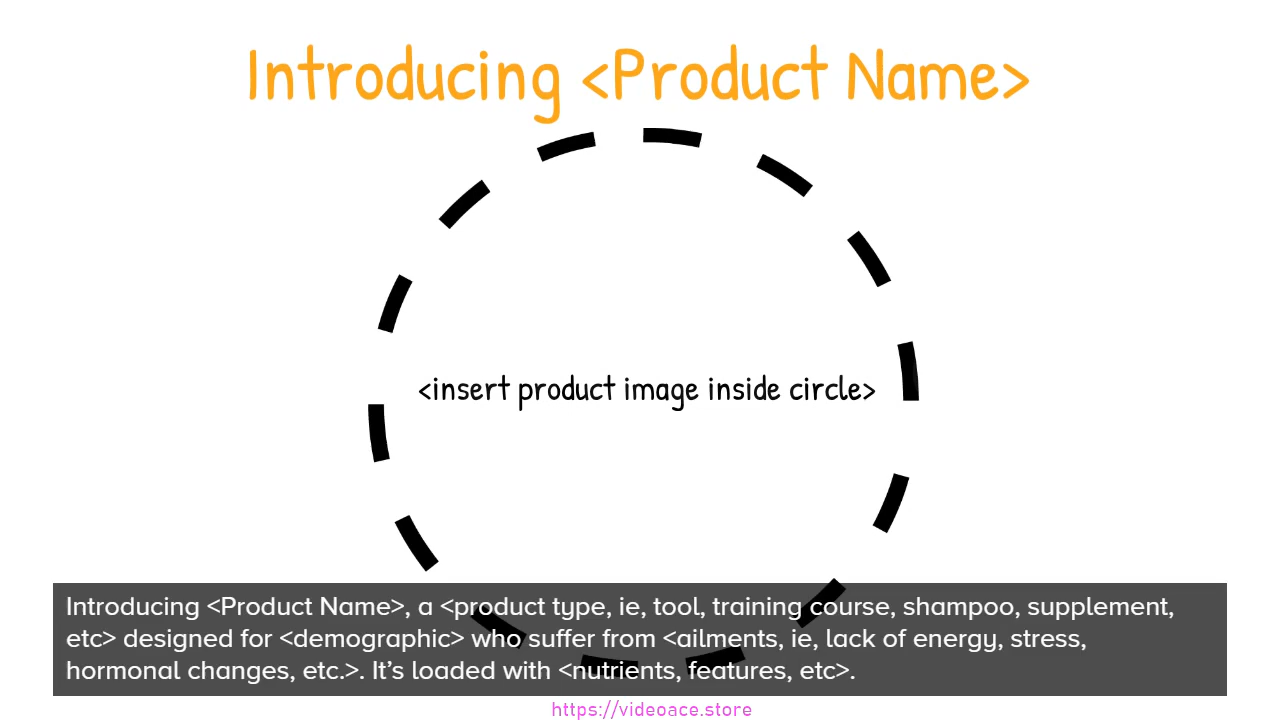 Introducing <Product Name>
<insert product image inside circle>
Introducing <Product Name>, a <product type, ie, tool, training course, shampoo, supplement,
etc> designed for <demographic> who suffer from <ailments, ie, lack of energy, stress,
hormonal changes, etc.>. It’s loaded with <nutrients, features, etc>.
https://videoace.store